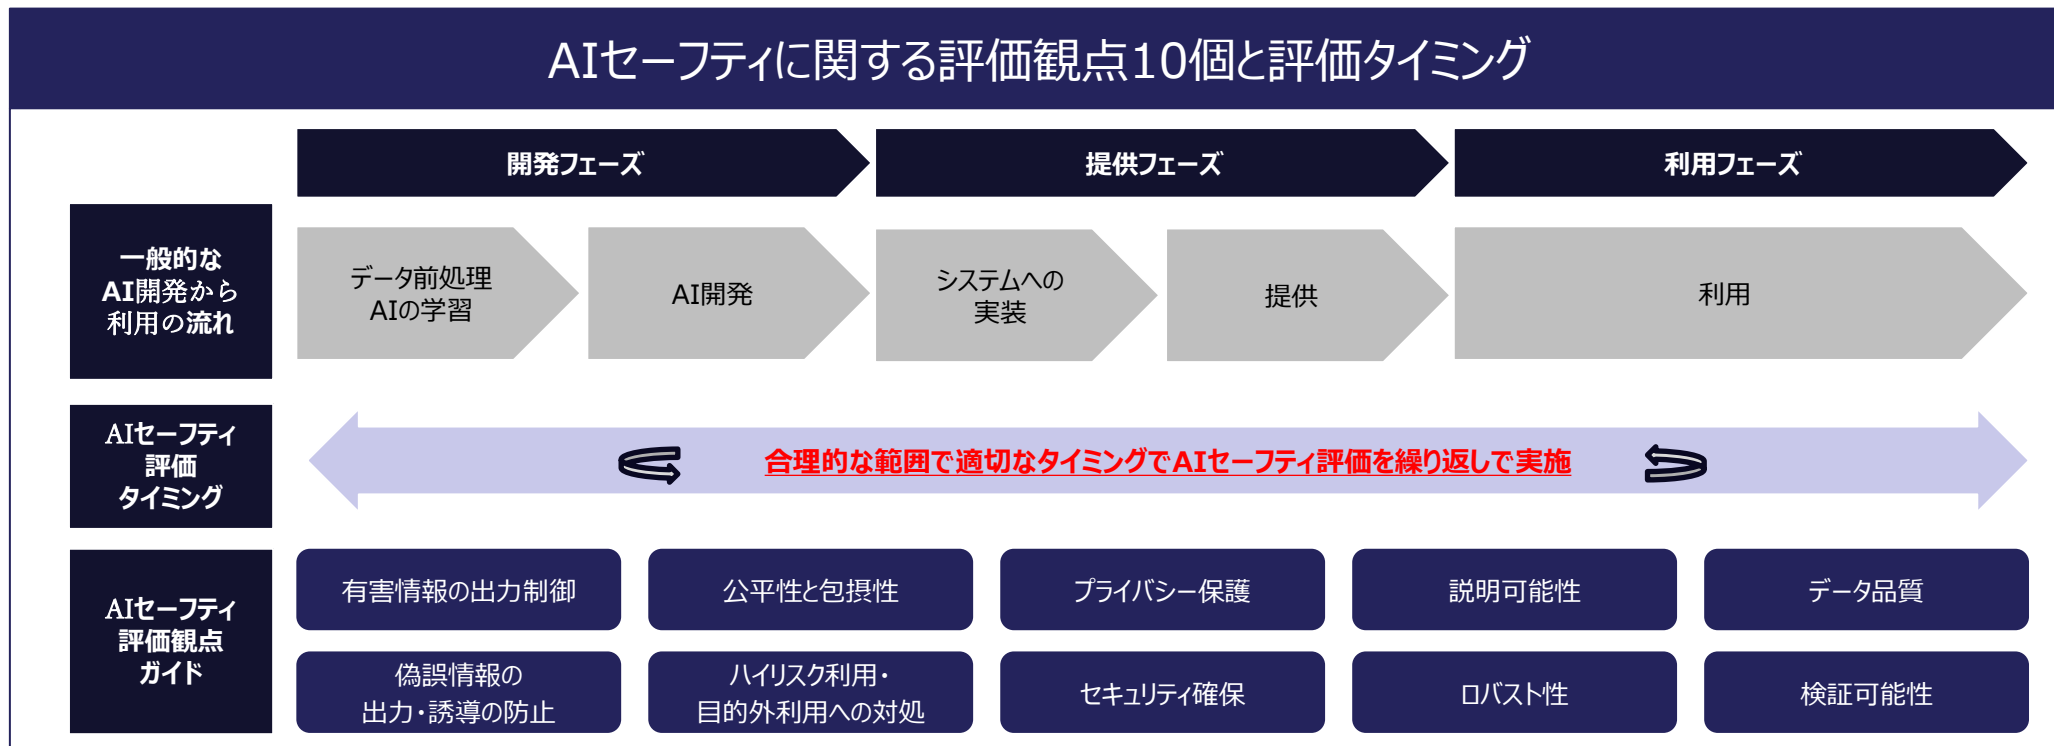 AIセーフティに関する評価観点10個と評価タイミング
開発フェーズ
提供フェーズ
利用フェーズ
一般的な
AI開発から
利用の流れ
データ前処理
AIの学習
AI開発
システムへの
実装
提供
利用
AIセーフティ
評価
タイミング
合理的な範囲で適切なタイミングでAIセーフティ評価を繰り返しで実施
AIセーフティ
評価観点
ガイド
有害情報の出力制御
公平性と包摂性
プライバシー保護
説明可能性
データ品質
偽誤情報の
出力・誘導の防止
ハイリスク利用・
目的外利用への対処
セキュリティ確保
ロバスト性
検証可能性